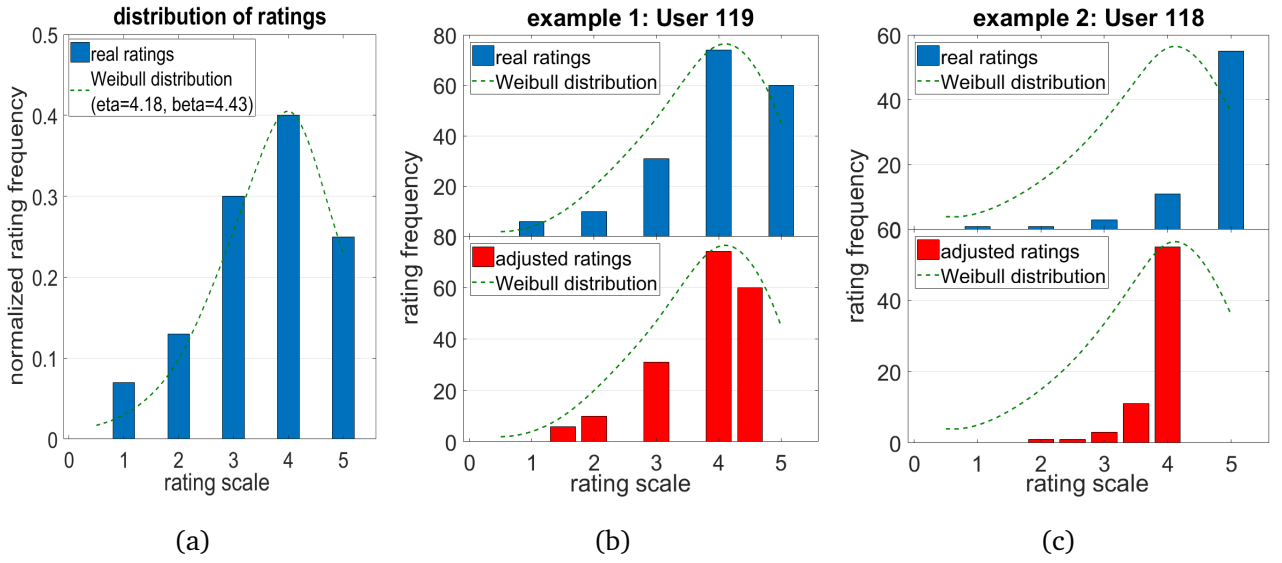 distribution of ratings
0.5
0.4
0.3
0.2
0.1
0
normalized rating frequency
real ratings
Weibull distribution
(eta=4.18, beta=4.43)
0 1 2 3 4 5
rating scale
(a)
example 1: User 119
80
60
40
20
80
60
40
20
0
rating frequency
real ratings
Weibull distribution
adjusted ratings
Weibull distribution
0 1 2 3 4 5
rating scale
(b)
example 2: User 118
60
40
20
60
40
20
0
rating frequency
real ratings
Weibull distribution
adjusted ratings
Weibull distribution
0 1 2 3 4 5
rating scale
(c)